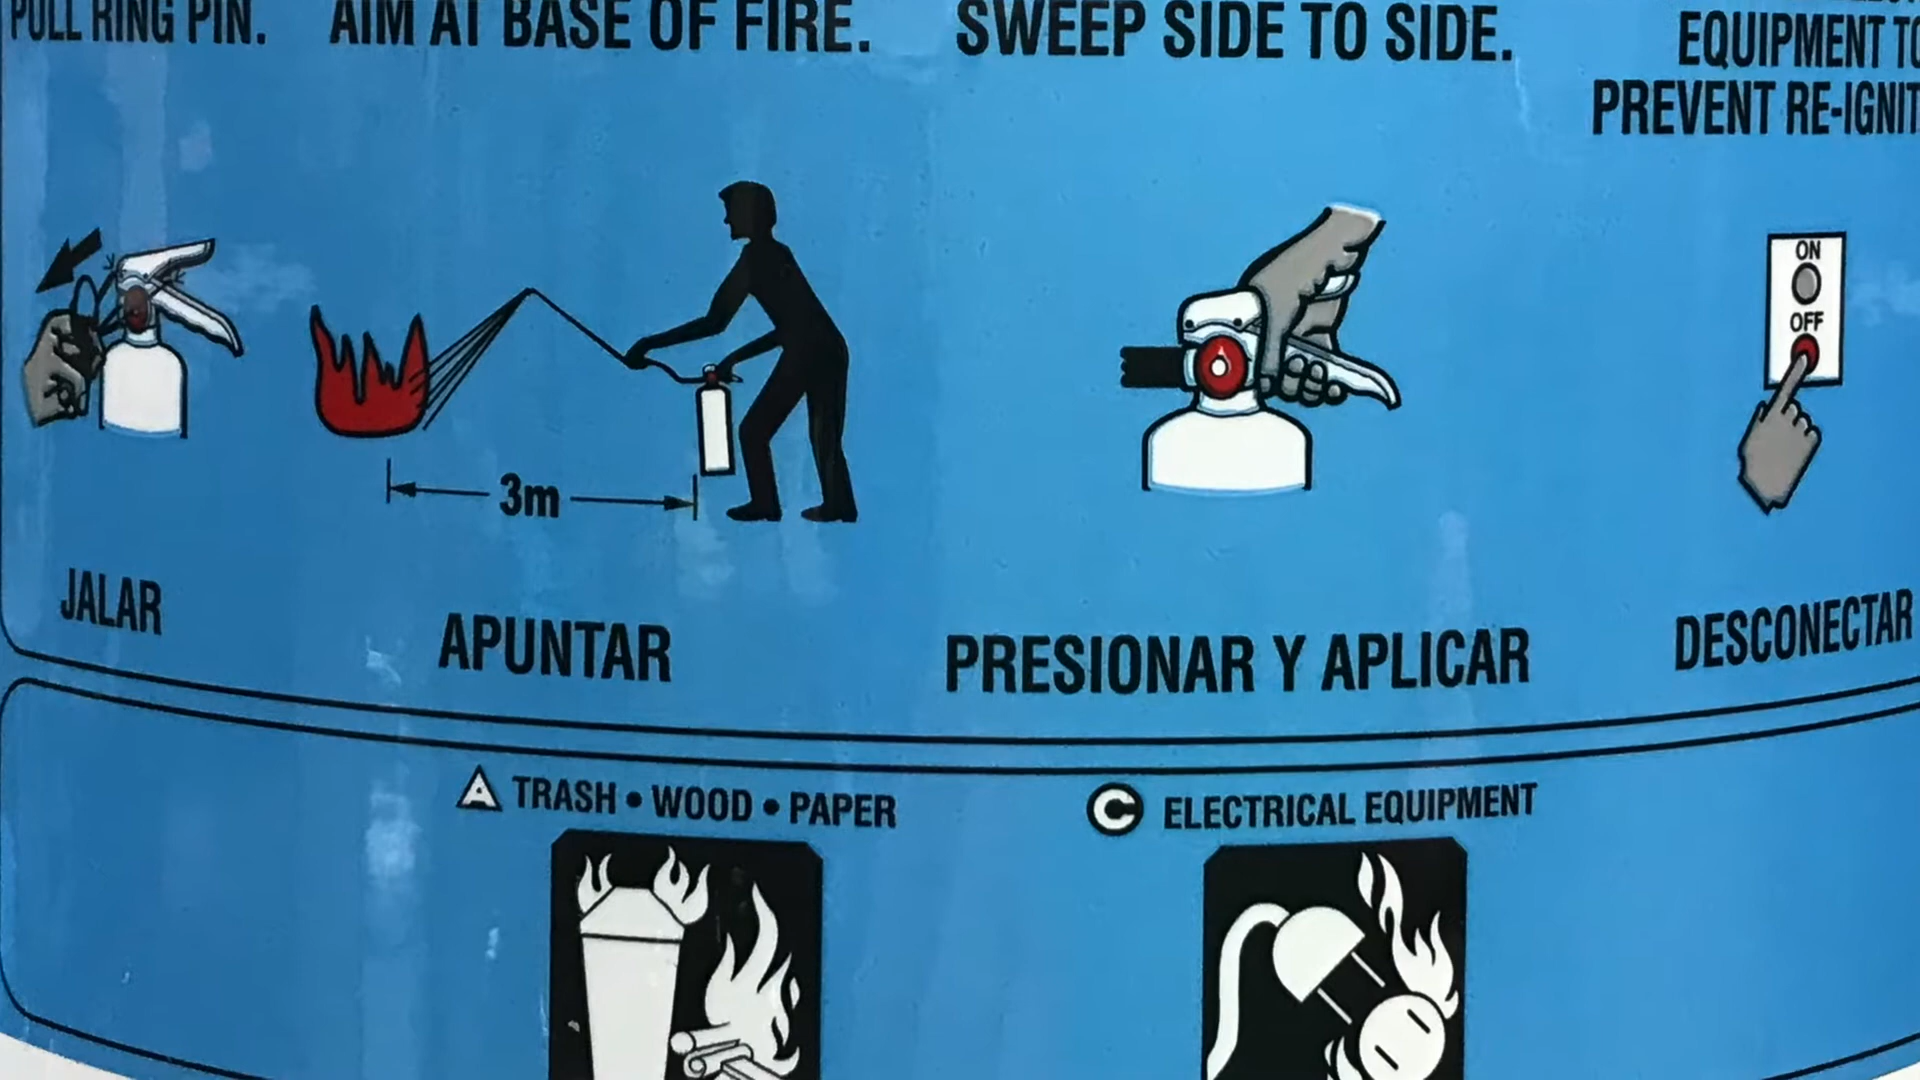 PULL RING PIN.
AIM AT BASE OF FIRE.
SWEEP SIDE TO SIDE.
EQUIPMENT TO
PREVENT RE-IGNIT
ON
OFF
3m
JALAR
APUNTAR
PRESIONAR Y APLICAR
DESCONECTAR
A TRASH • WOOD • PAPER
C ELECTRICAL EQUIPMENT